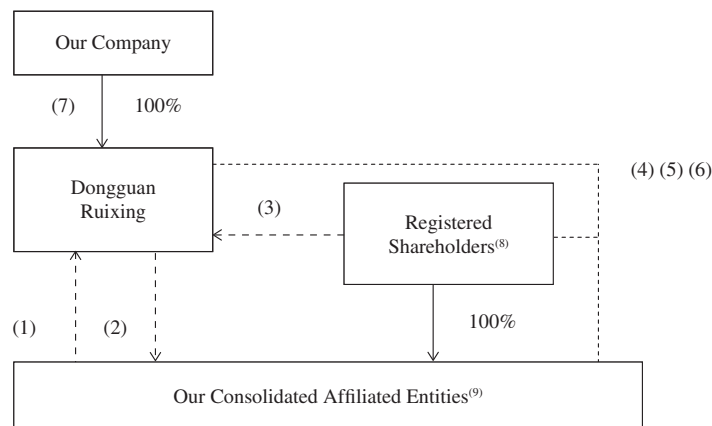 Our Company
(7) 100%
Dongguan
Ruixing
(4) (5) (6)
(3)
Registered
Shareholders(8)
(1) (2)
100%
Our Consolidated Affiliated Entities(9)